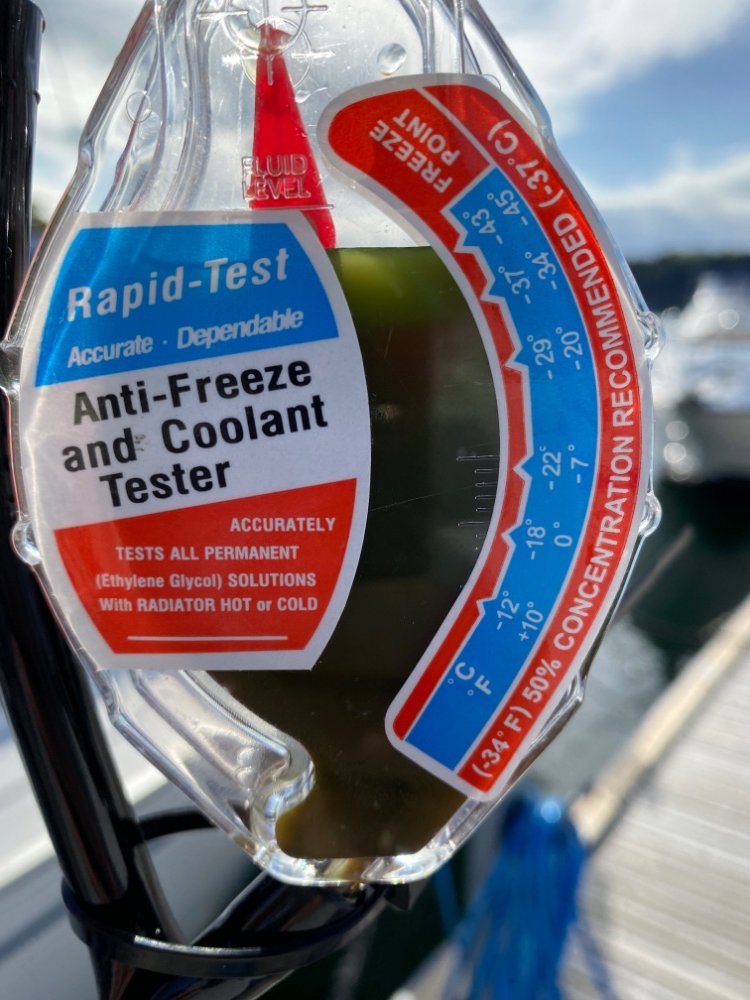 FLUID
LEVEL
FREEZE
POINT
Rapid-Test
Accurate · Dependable
Anti-Freeze
and Coolant
Tester
ACCURATELY
TESTS ALL PERMANENT
(Ethylene Glycol) SOLUTIONS
With RADIATOR HOT or COLD
-43° -45°
-37° -34°
-29° -20°
-22° -7°
-18° 0°
-12° +10°
°C °F
(-34°F) 50% CONCENTRATION RECOMMENDED (-37°C)